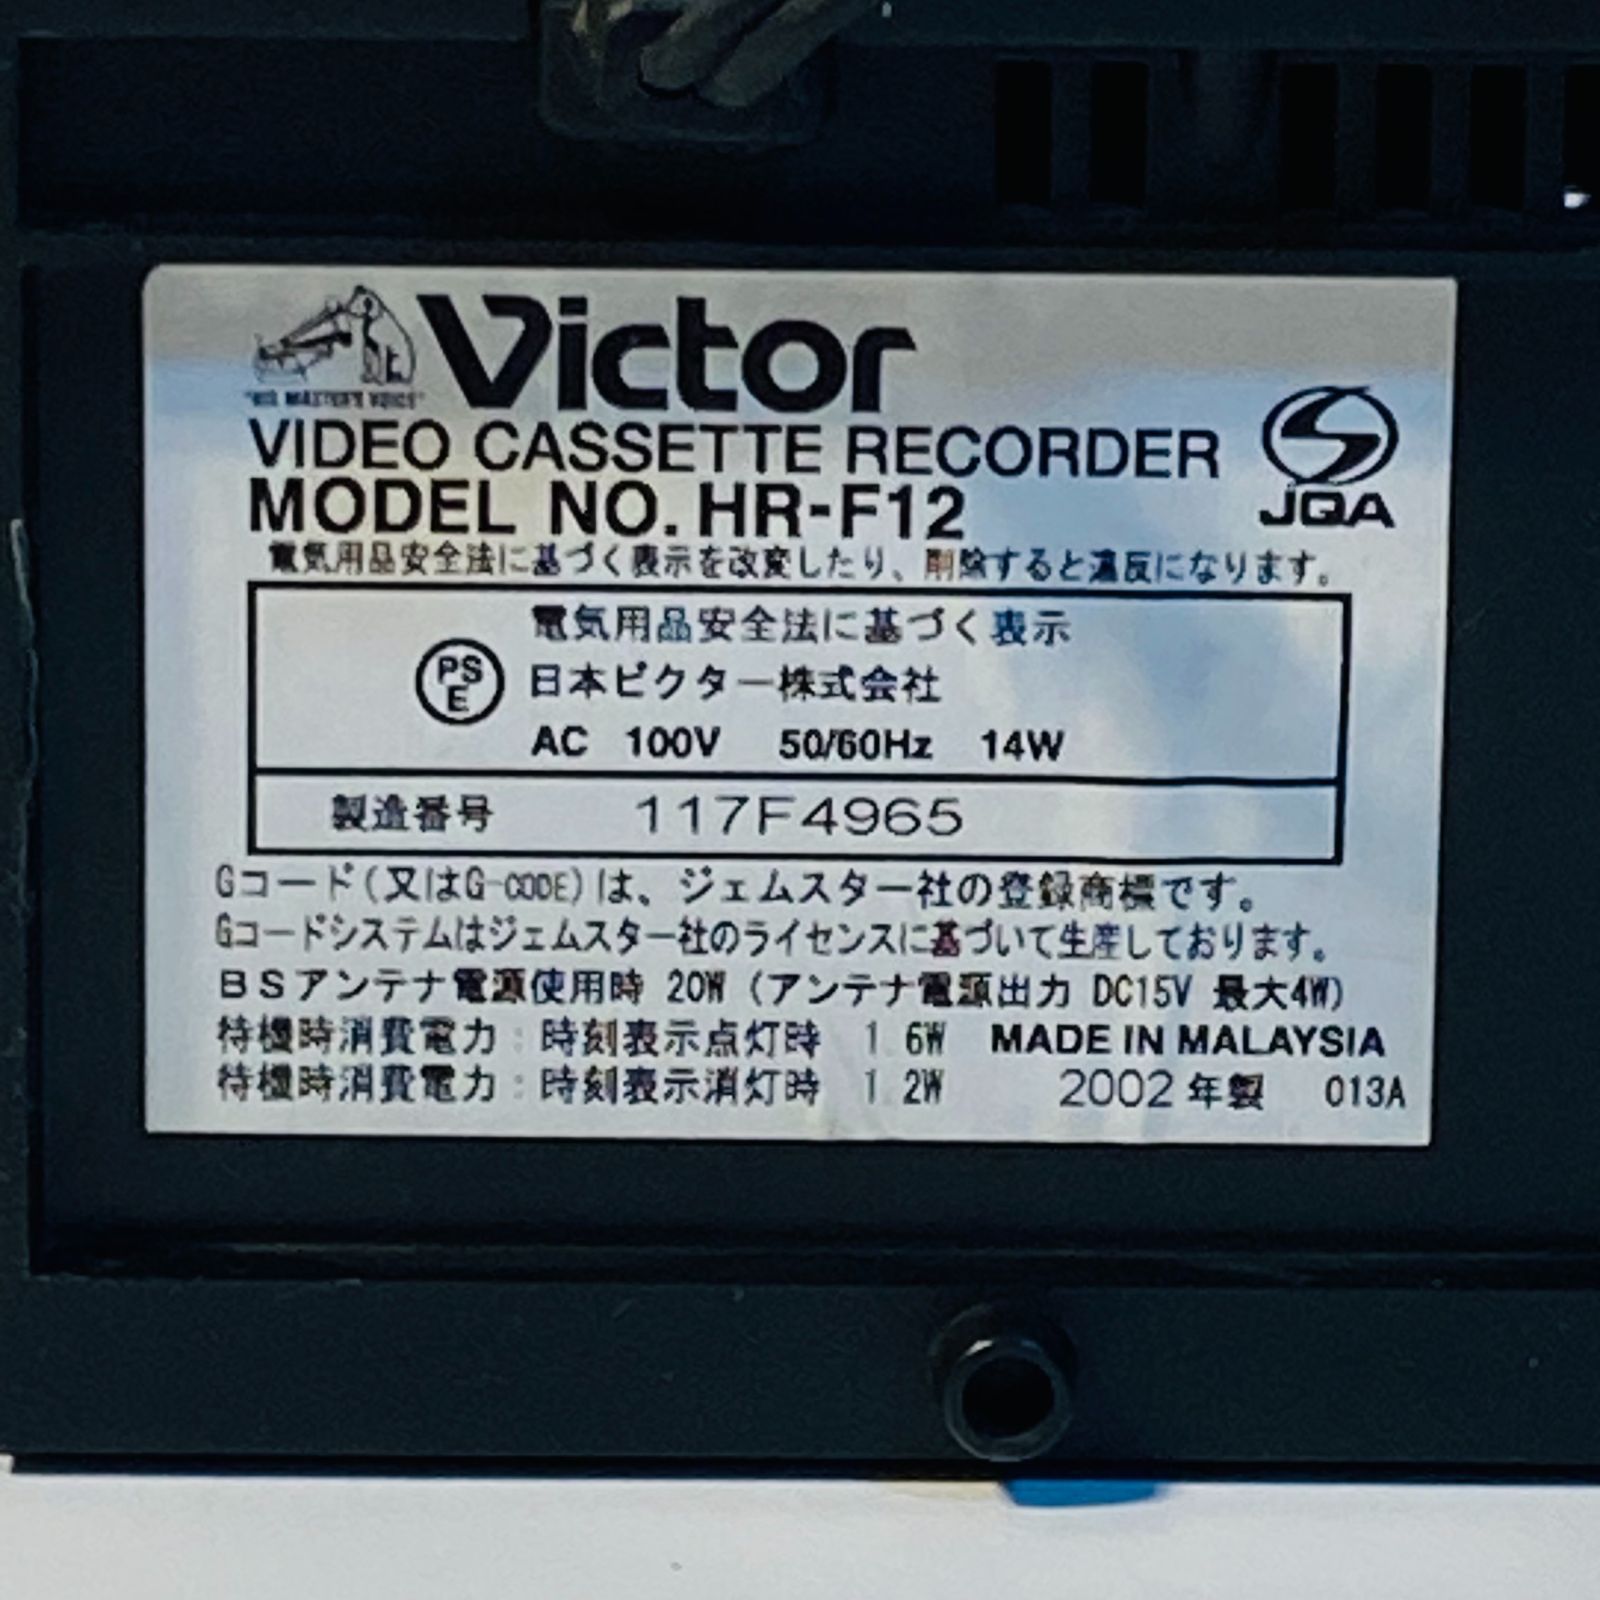 Victor
"HIS MASTER'S VOICE"
VIDEO CASSETTE RECORDER
MODEL NO. HR-F12
JQA
電気用品安全法に基づく表示を改変したり、削除すると違反になります。
電気用品安全法に基づく表示
PS
E
日本ビクター株式会社
AC 100V 50/60Hz 14W
製造番号 117F4965
Gコード(又はG-CODE)は、ジェムスター社の登録商標です。
Gコードシステムはジェムスター社のライセンスに基づいて生産しております。
BSアンテナ電源使用時 20W (アンテナ電源出力 DC15V 最大4W)
待機時消費電力:時刻表示点灯時 1.6W MADE IN MALAYSIA
待機時消費電力:時刻表示消灯時 1.2W 2002年製 013A